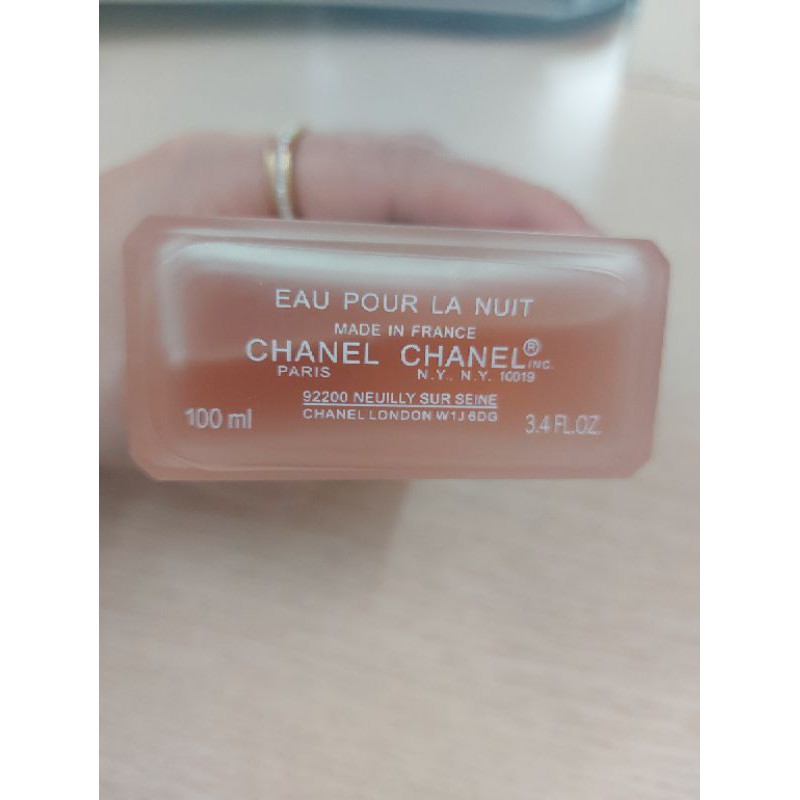 EAU POUR LA NUIT
MADE IN FRANCE
CHANEL CHANEL® INC.
PARIS N.Y., N.Y. 10019
92200 NEUILLY SUR SEINE
100 ml CHANEL LONDON W1J 6DG 3.4 FL.OZ.